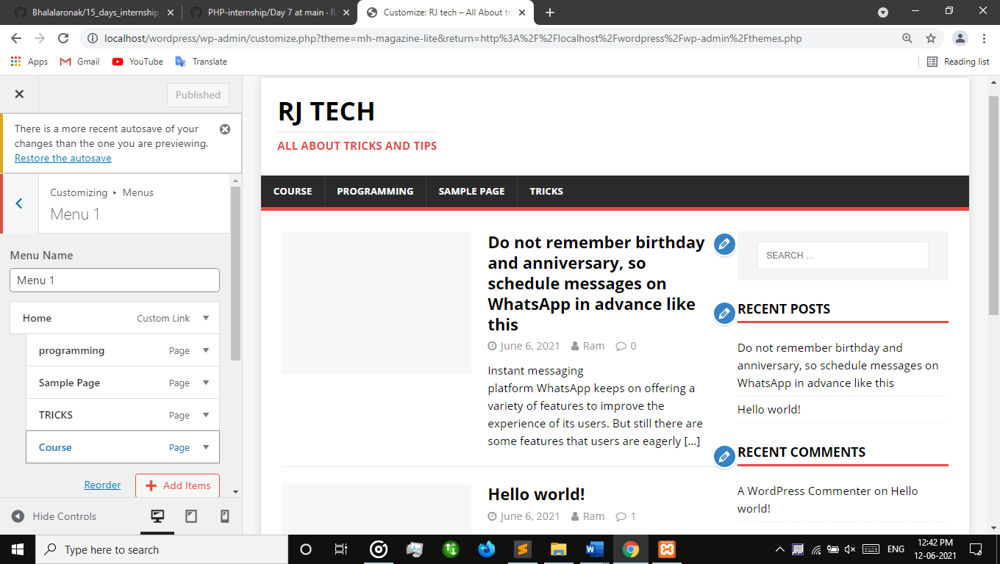 Bhalalaronak/15_days_internship_
PHP-internship/Day 7 at main · R
Customize: RJ tech – All About tr
localhost/wordpress/wp-admin/customize.php?theme=mh-magazine-lite&return=http%3A%2F%2Flocalhost%2Fwordpress%2Fwp-admin%2Fthemes.php
Apps
Gmail
YouTube
Translate
Reading list
Published
There is a more recent autosave of your
changes than the one you are previewing.
Restore the autosave
Customizing ▸ Menus
Menu 1
Menu Name
Menu 1
Home Custom Link
programming Page
Sample Page Page
TRICKS Page
Course Page
Reorder
Add Items
Hide Controls
RJ TECH
ALL ABOUT TRICKS AND TIPS
COURSE
PROGRAMMING
SAMPLE PAGE
TRICKS
Do not remember birthday
and anniversary, so
schedule messages on
WhatsApp in advance like
this
June 6, 2021 Ram 0
Instant messaging
platform WhatsApp keeps on offering a
variety of features to improve the
experience of its users. But still there are
some features that users are eagerly [...]
Hello world!
June 6, 2021 Ram 1
SEARCH ...
RECENT POSTS
Do not remember birthday and
anniversary, so schedule messages on
WhatsApp in advance like this
Hello world!
RECENT COMMENTS
A WordPress Commenter on Hello
world!
Type here to search
ENG
12:42 PM
12-06-2021